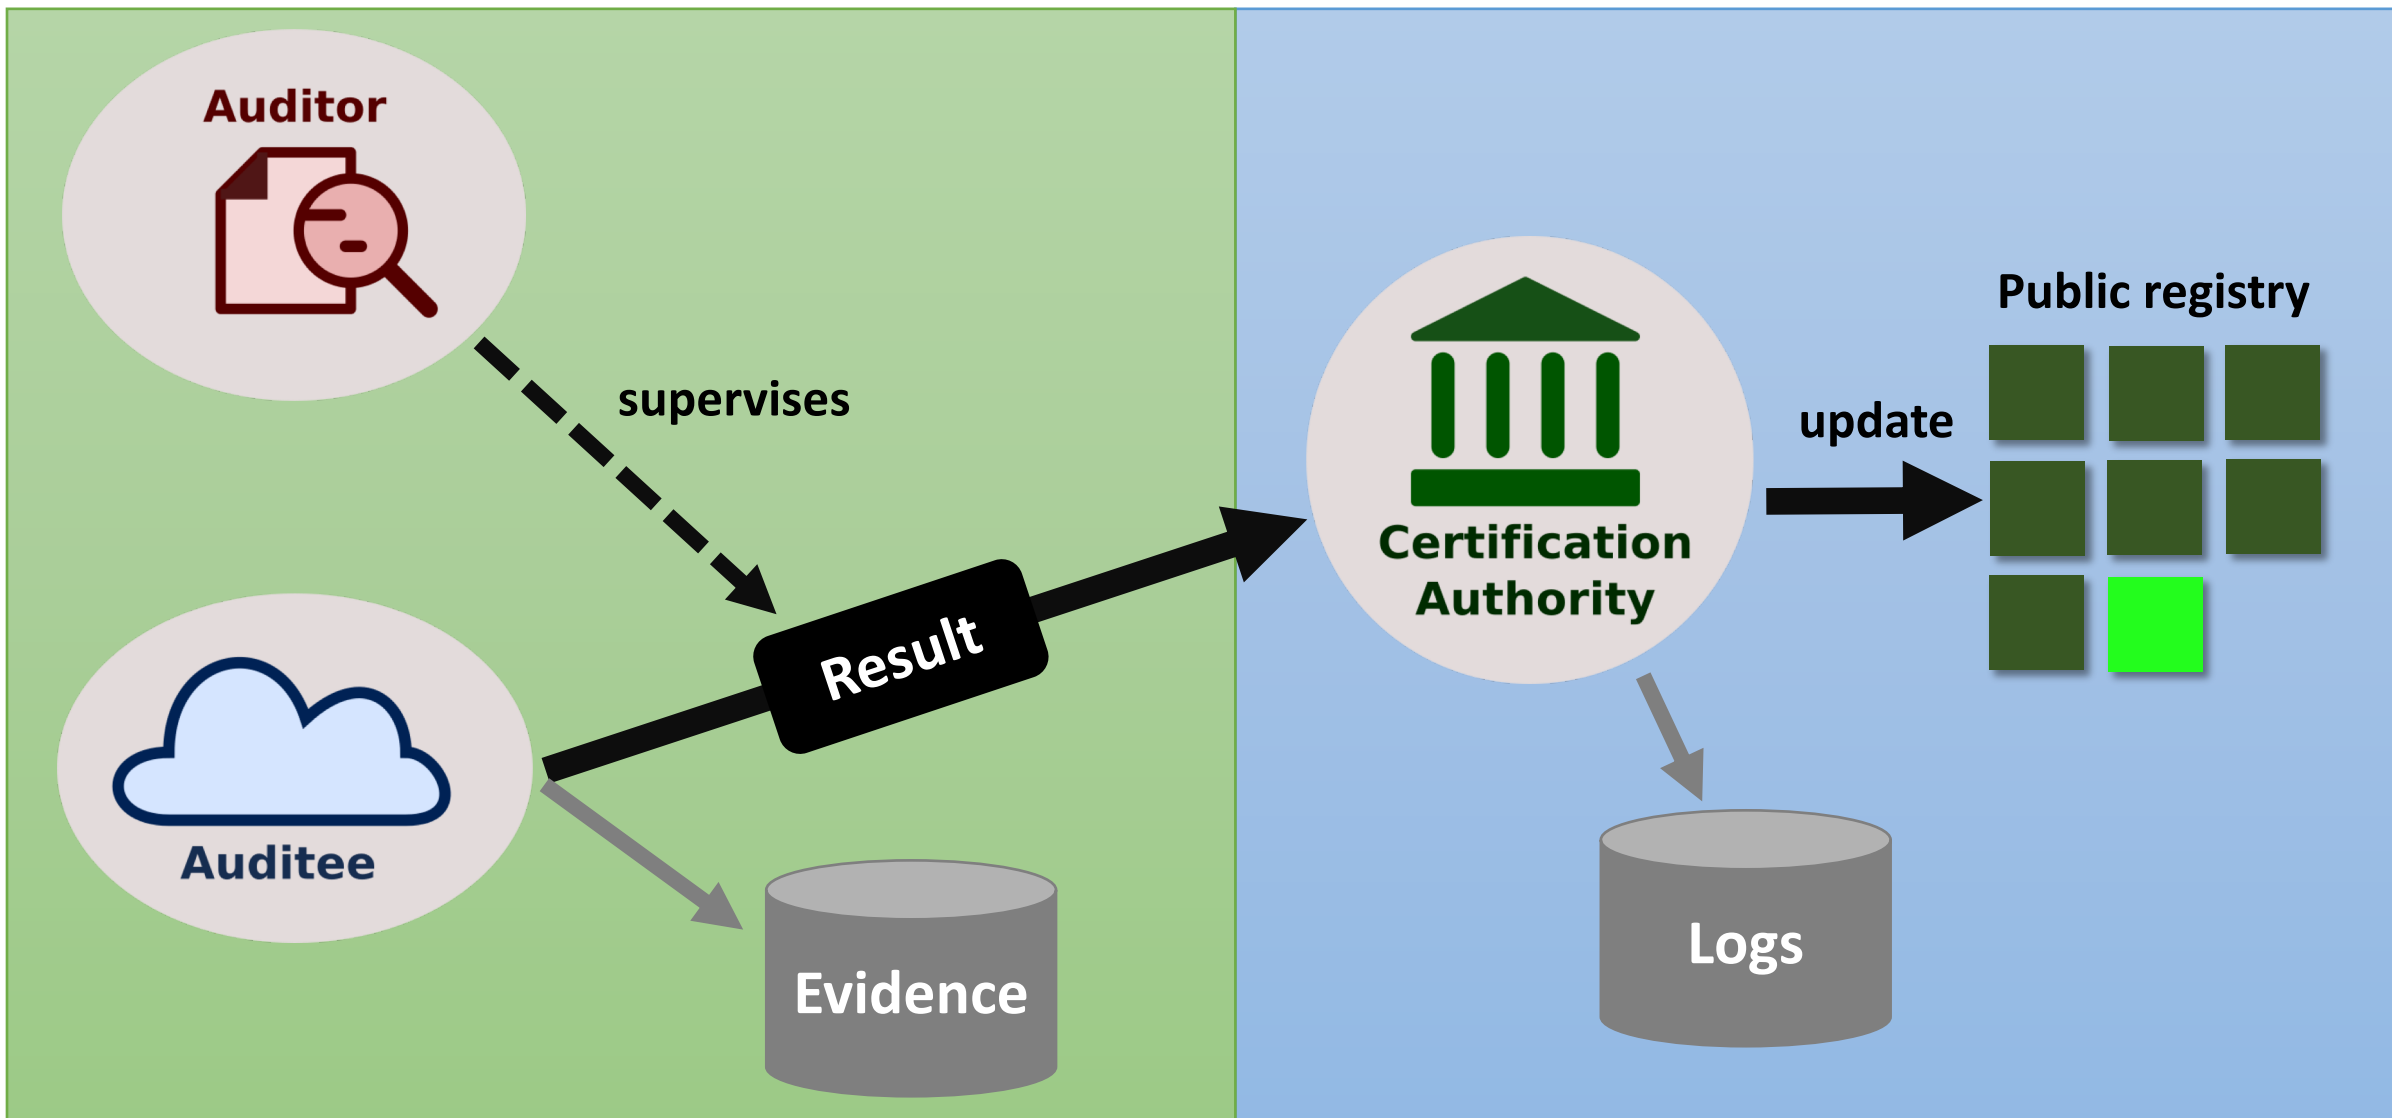 Auditor
supervises
Result
Auditee
Evidence
Certification
Authority
update
Public registry
Logs